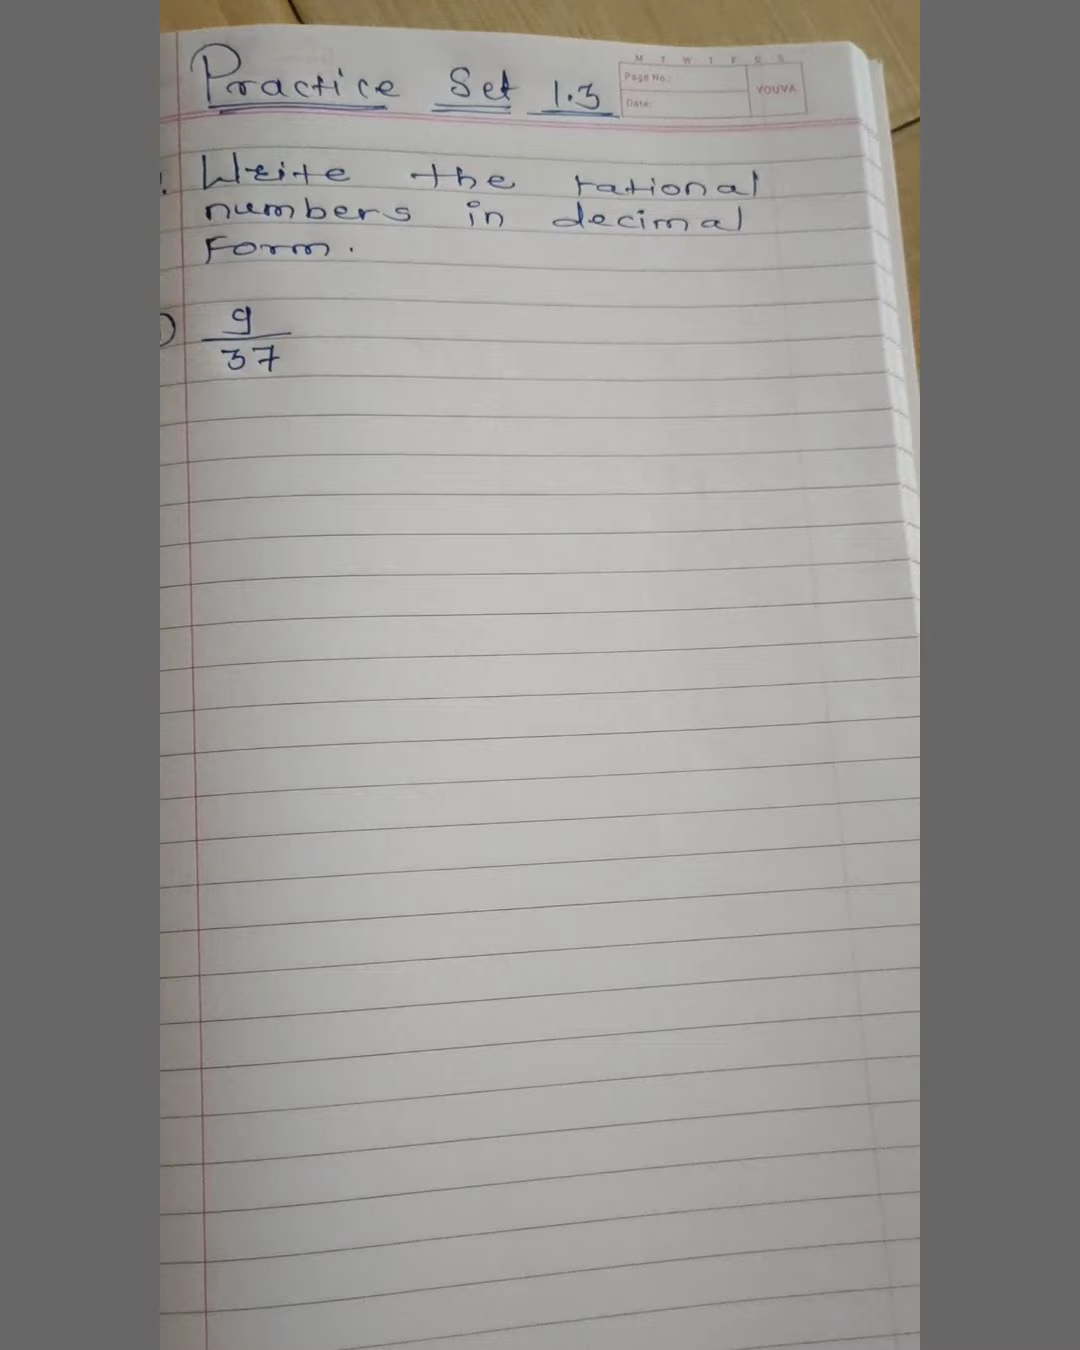 Practice Set 1.3
M T W T F S S
Page No.:
Date:
YOUVA
. Write the rational
numbers in decimal
Form.
) 9
37